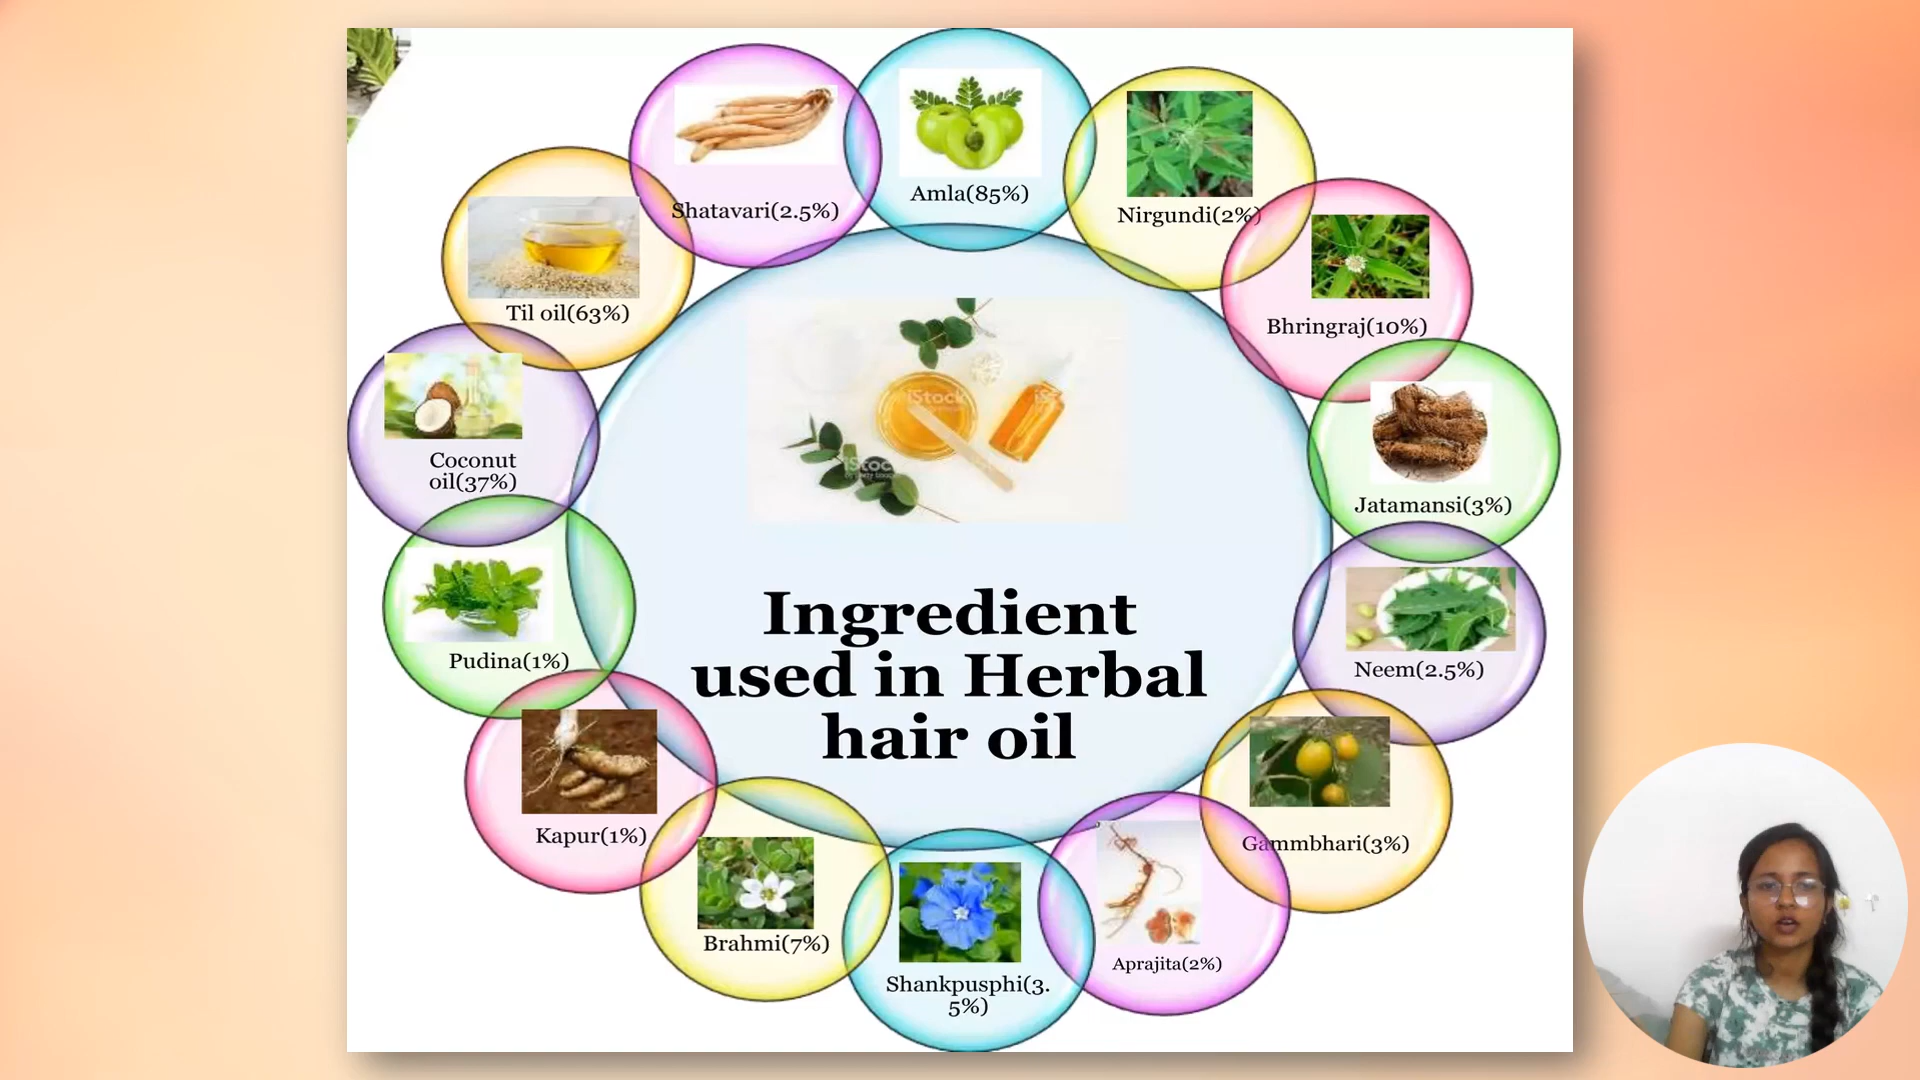 Amla(85%)
Nirgundi(2%)
Bhringraj(10%)
Jatamansi(3%)
Neem(2.5%)
Gammbhari(3%)
Aprajita(2%)
Shankpusphi(3.
5%)
Brahmi(7%)
Kapur(1%)
Pudina(1%)
Coconut
oil(37%)
Til oil(63%)
Shatavari(2.5%)
iStock
iStock
Ingredient
used in Herbal
hair oil